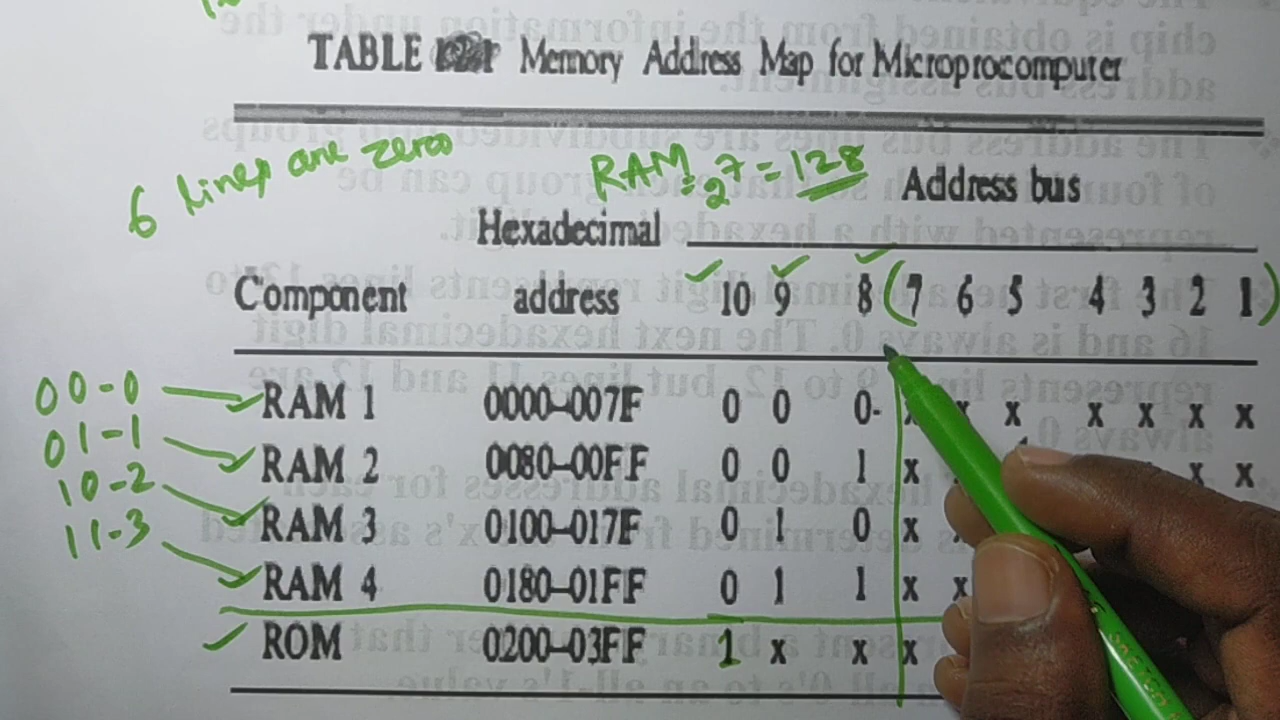 TABLE Memory Address Map for Microprocomputer
6 lines are zeros
RAM = 2 7 = 128
Address bus
Hexadecimal
Component address 10 9 8 ( 7 6 5 4 3 2 1 )
00-0 RAM 1 0000–007F 0 0 0 x x x x x x x
01-1 RAM 2 0080–00FF 0 0 1 x x x
10-2 RAM 3 0100–017F 0 1 0 x
11-3 RAM 4 0180–01FF 0 1 1 x x
ROM 0200–03FF 1 x x x